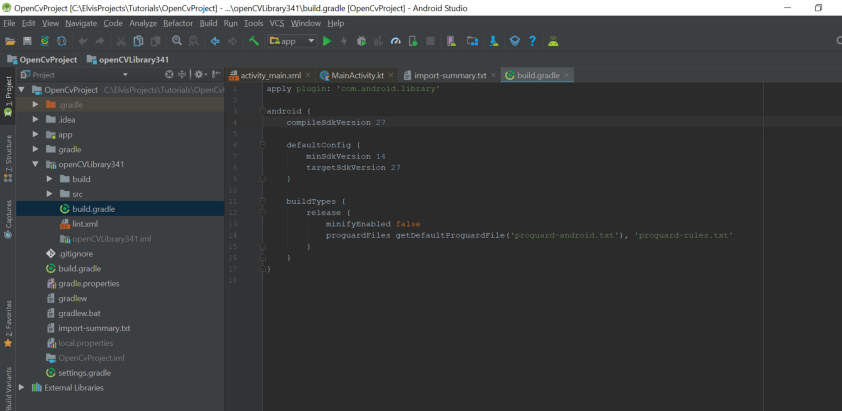 OpenCvProject [C:\ElvisProjects\Tutorials\OpenCvProject] - ...\openCVLibrary341\build.gradle [OpenCvProject] - Android Studio
File Edit View Navigate Code Analyze Refactor Build Run Tools VCS Window Help
app
OpenCvProject openCVLibrary341
1: Project
Z: Structure
Captures
2: Favorites
Build Variants
Project
OpenCvProject C:\ElvisProjects\Tutorials\OpenCvl
.gradle
.idea
app
gradle
openCVLibrary341
build
src
build.gradle
lint.xml
openCVLibrary341.iml
.gitignore
build.gradle
gradle.properties
gradlew
gradlew.bat
import-summary.txt
local.properties
OpenCvProject.iml
settings.gradle
External Libraries
activity_main.xml MainActivity.kt import-summary.txt build.gradle
1 apply plugin: 'com.android.library'
2
3 android {
4 compileSdkVersion 27
5
6 defaultConfig {
7 minSdkVersion 14
8 targetSdkVersion 27
9 }
10
11 buildTypes {
12 release {
13 minifyEnabled false
14 proguardFiles getDefaultProguardFile('proguard-android.txt'), 'proguard-rules.txt'
15 }
16 }
17 }
18